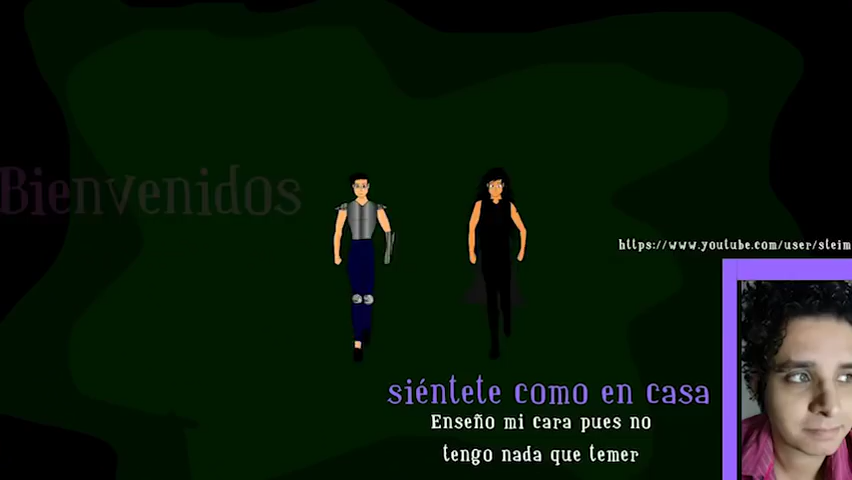 Bienvenidos
https://www.youtube.com/user/steim
siéntete como en casa
Enseño mi cara pues no
tengo nada que temer